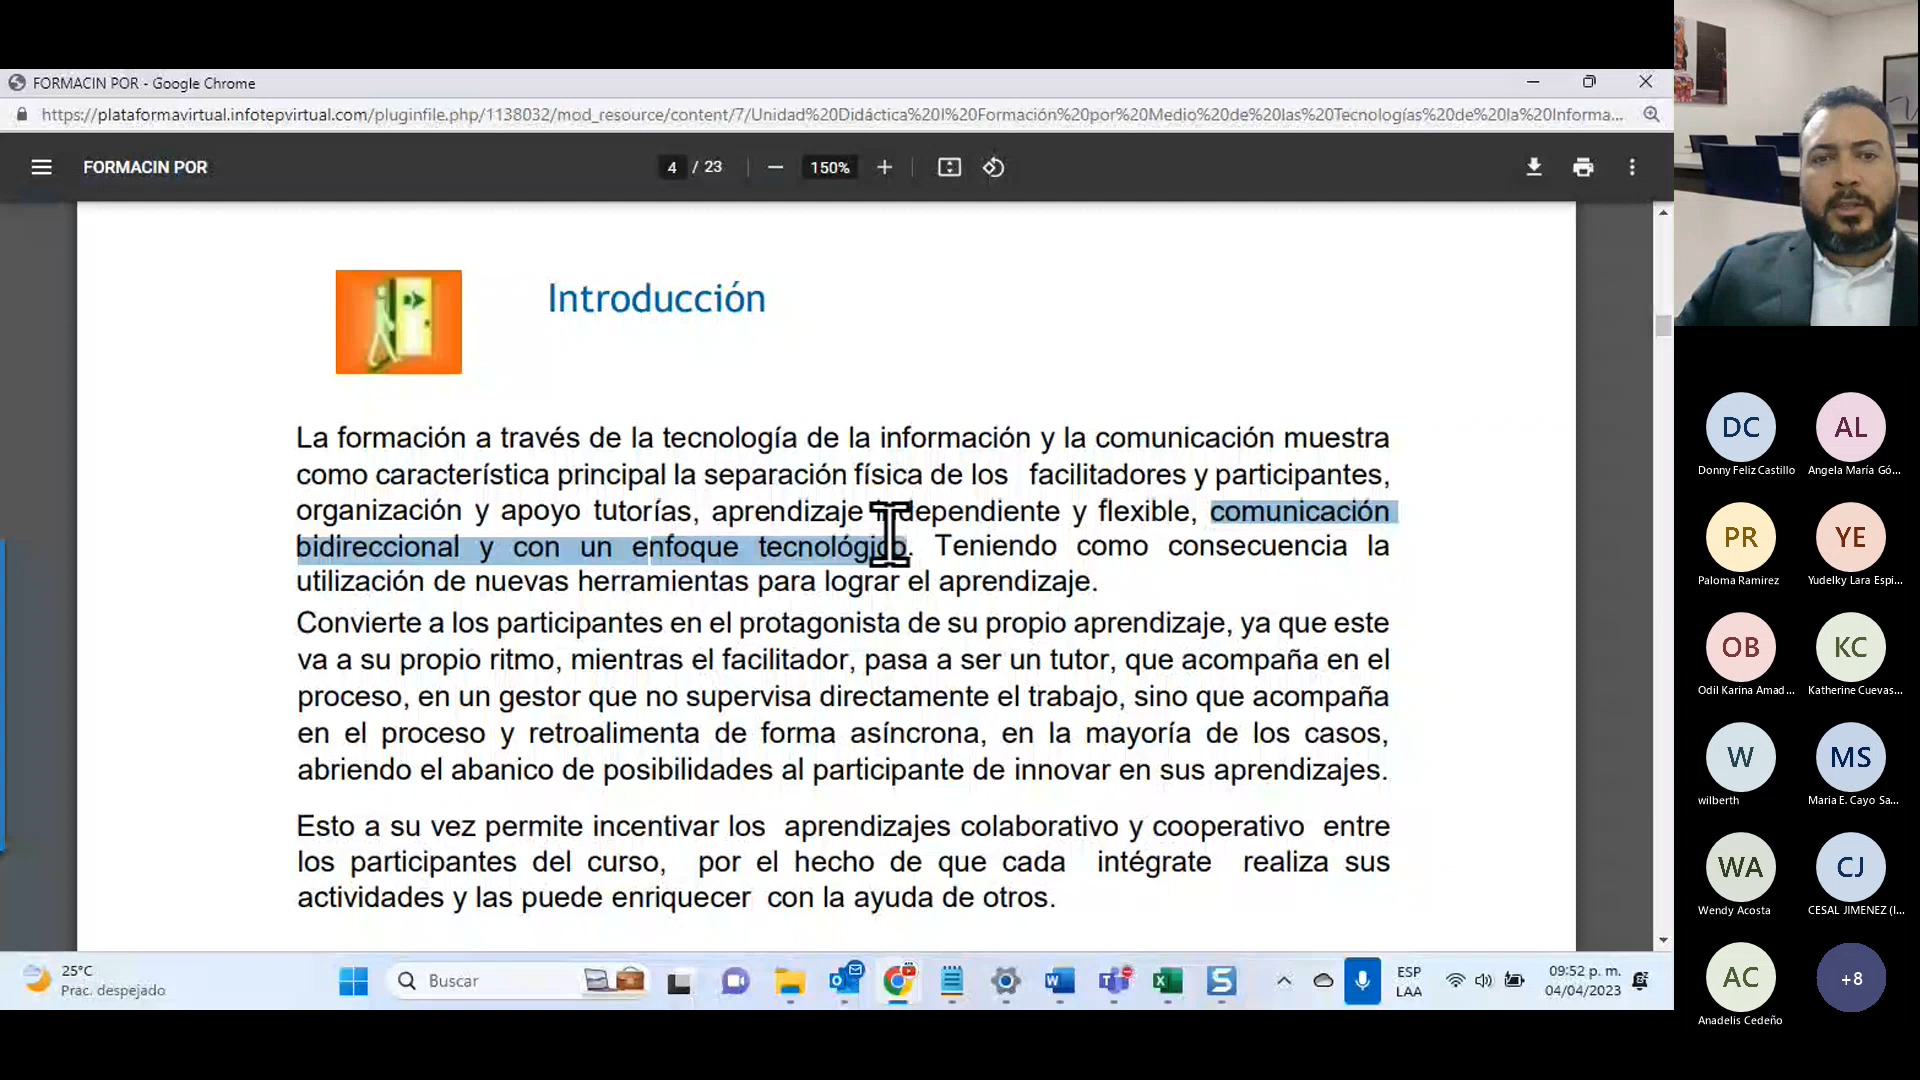 FORMACIN POR - Google Chrome
https://plataformavirtual.infotepvirtual.com/pluginfile.php/1138032/mod_resource/content/7/Unidad%20Didáctica%20I%20Formación%20por%20Medio%20de%20las%20Tecnologías%20de%20la%20Informa...
FORMACIN POR
4 / 23
150%
Introducción
La formación a través de la tecnología de la información y la comunicación muestra
como característica principal la separación física de los facilitadores y participantes,
organización y apoyo tutorías, aprendizaje independiente y flexible, comunicación
bidireccional y con un enfoque tecnológico. Teniendo como consecuencia la
utilización de nuevas herramientas para lograr el aprendizaje.
Convierte a los participantes en el protagonista de su propio aprendizaje, ya que este
va a su propio ritmo, mientras el facilitador, pasa a ser un tutor, que acompaña en el
proceso, en un gestor que no supervisa directamente el trabajo, sino que acompaña
en el proceso y retroalimenta de forma asíncrona, en la mayoría de los casos,
abriendo el abanico de posibilidades al participante de innovar en sus aprendizajes.
Esto a su vez permite incentivar los aprendizajes colaborativo y cooperativo entre
los participantes del curso, por el hecho de que cada intégrate realiza sus
actividades y las puede enriquecer con la ayuda de otros.
25°C
Prac. despejado
Buscar
ESP
LAA
09:52 p. m.
04/04/2023
DC
Donny Feliz Castillo
AL
Angela María Gó...
PR
Paloma Ramirez
YE
Yudelky Lara Espi...
OB
Odil Karina Amad...
KC
Katherine Cuevas...
W
wilberth
MS
Maria E. Cayo Sa...
WA
Wendy Acosta
CJ
CESAL JIMENEZ (I...
AC
Anadelis Cedeño
+8